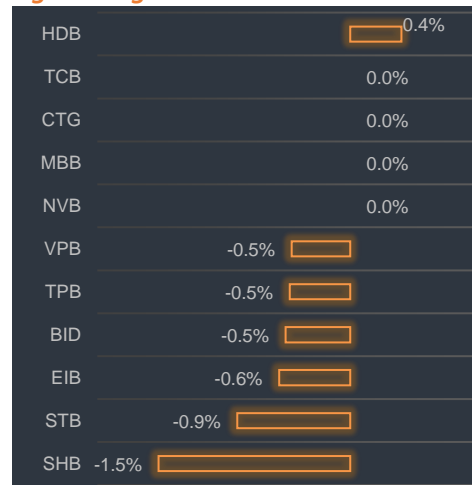 HDB 0.4%
TCB 0.0%
CTG 0.0%
MBB 0.0%
NVB 0.0%
VPB -0.5%
TPB -0.5%
BID -0.5%
EIB -0.6%
STB -0.9%
SHB -1.5%